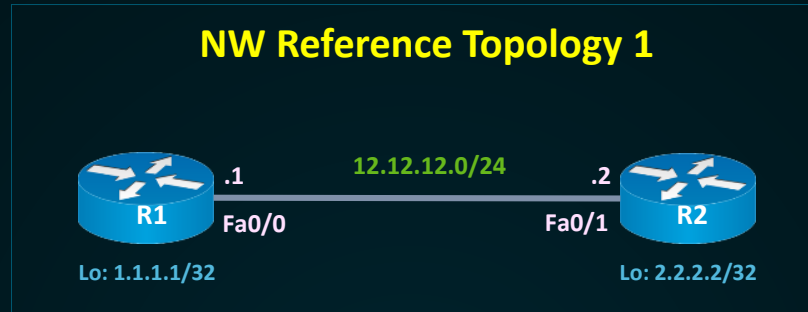 NW Reference Topology 1
.1
12.12.12.0/24
.2
R1
Fa0/0
Fa0/1
R2
Lo: 1.1.1.1/32
Lo: 2.2.2.2/32